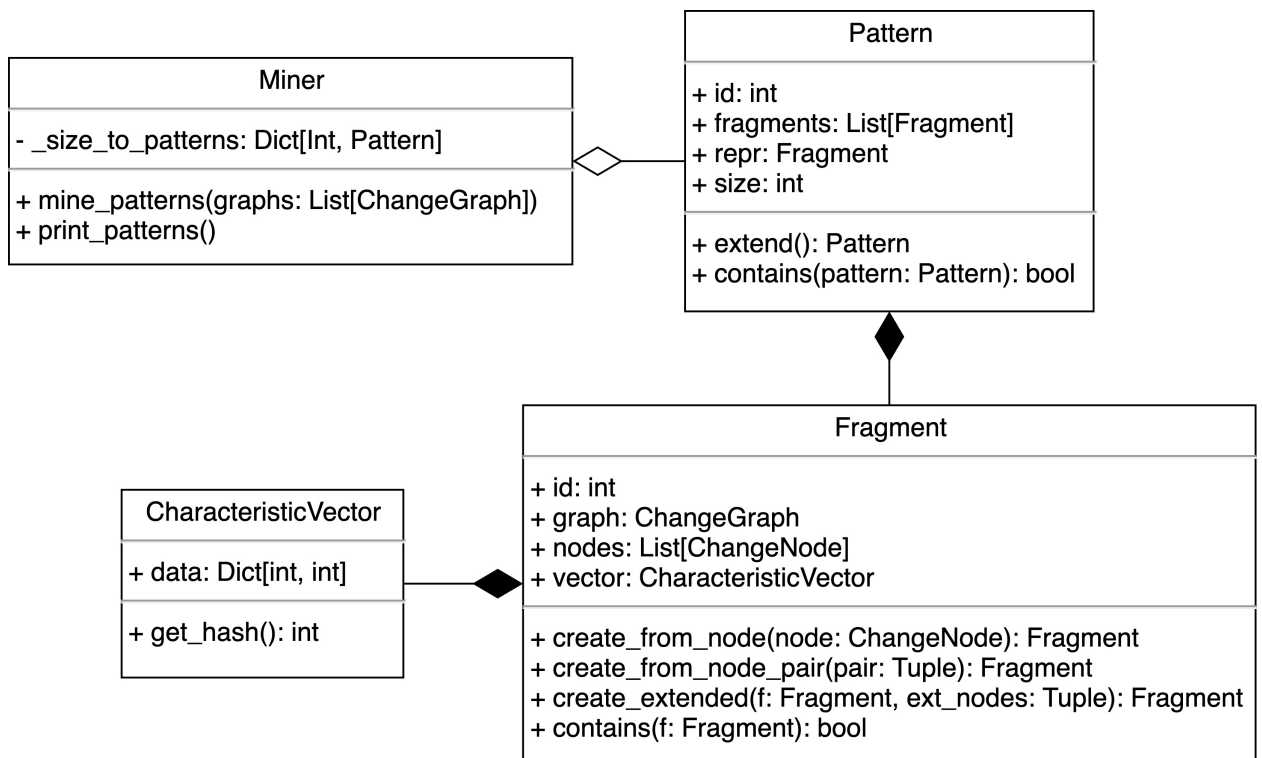 Miner
- _size_to_patterns: Dict[Int, Pattern]
+ mine_patterns(graphs: List[ChangeGraph])
+ print_patterns()
Pattern
+ id: int
+ fragments: List[Fragment]
+ repr: Fragment
+ size: int
+ extend(): Pattern
+ contains(pattern: Pattern): bool
CharacteristicVector
+ data: Dict[int, int]
+ get_hash(): int
Fragment
+ id: int
+ graph: ChangeGraph
+ nodes: List[ChangeNode]
+ vector: CharacteristicVector
+ create_from_node(node: ChangeNode): Fragment
+ create_from_node_pair(pair: Tuple): Fragment
+ create_extended(f: Fragment, ext_nodes: Tuple): Fragment
+ contains(f: Fragment): bool